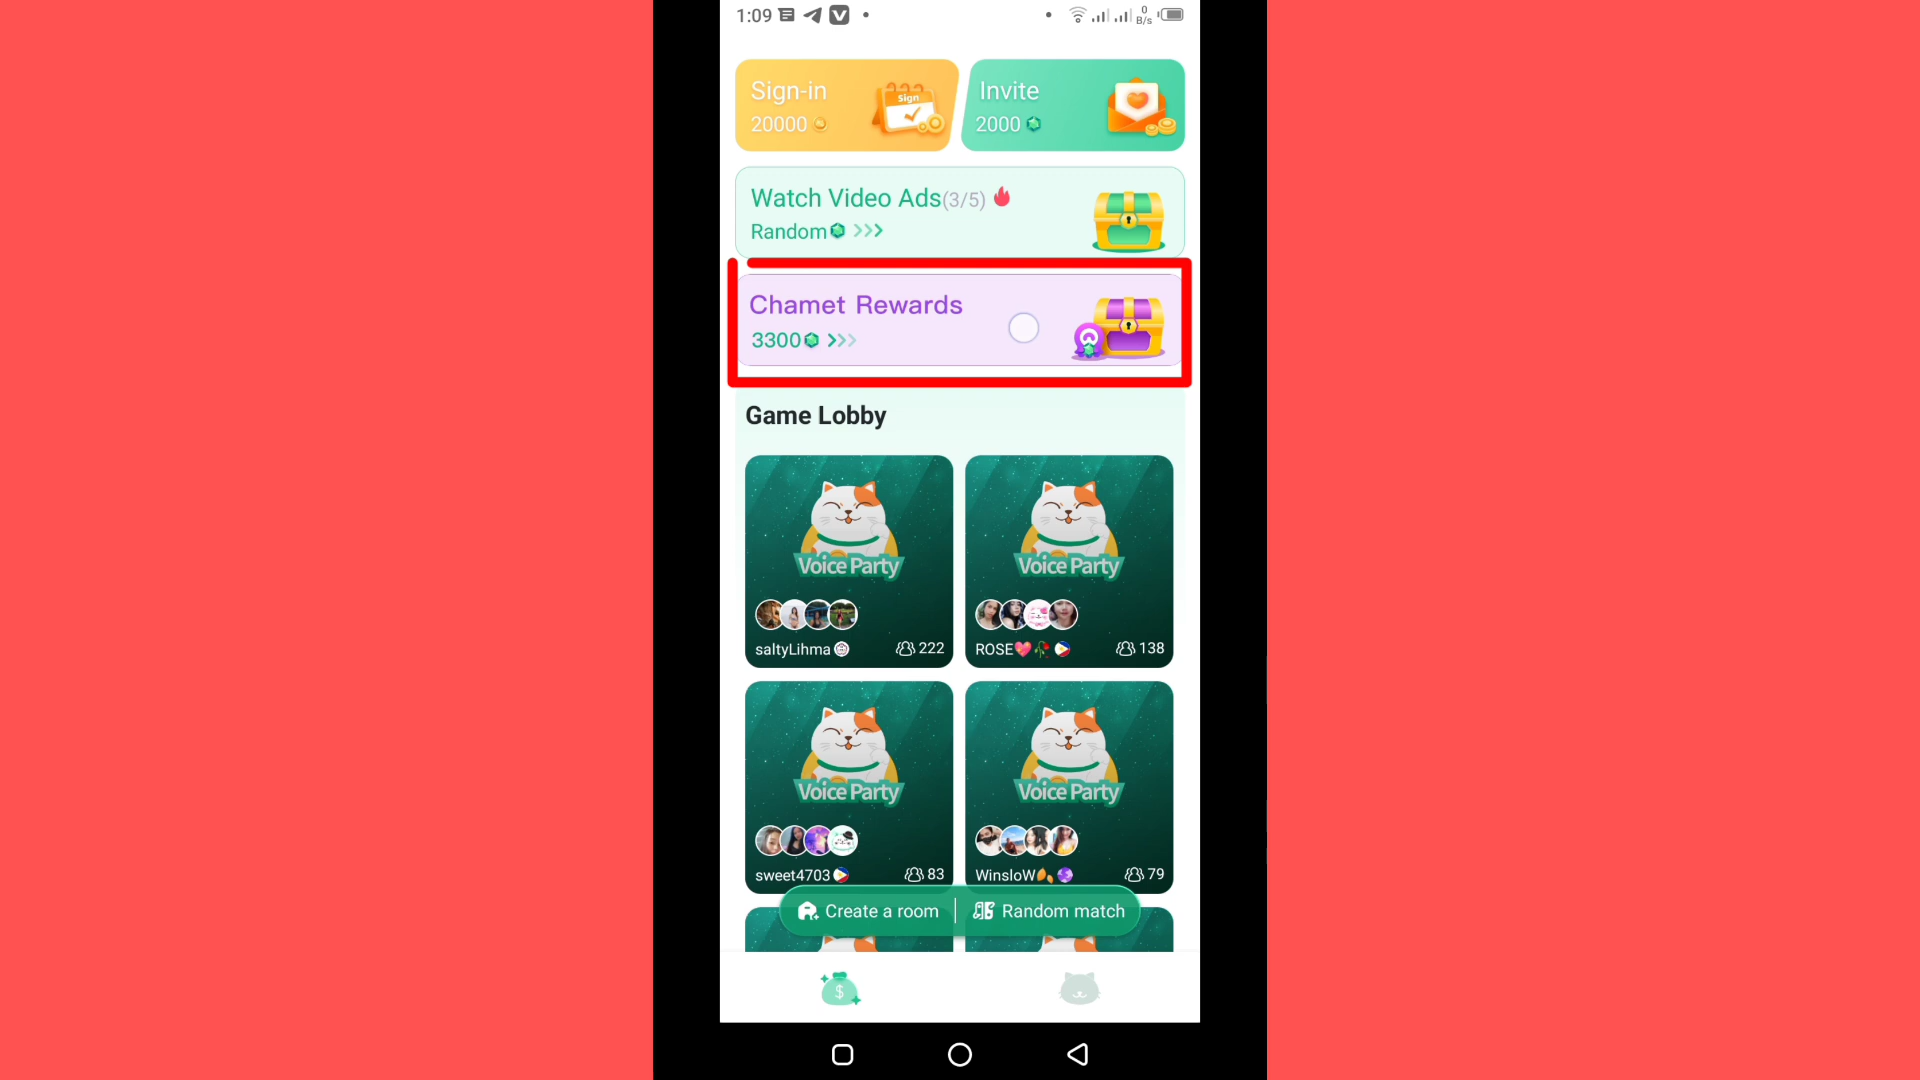 1:09
0
B/s
Sign-in
20000
Sign
Invite
2000
Watch Video Ads(3/5)
Random
Chamet Rewards
3300
Game Lobby
Voice Party
saltyLihma 222
Voice Party
ROSE💖🥀🇵🇭 138
Voice Party
sweet4703🇵🇭 83
Voice Party
WinsloW🍂 79
Create a room | Random match